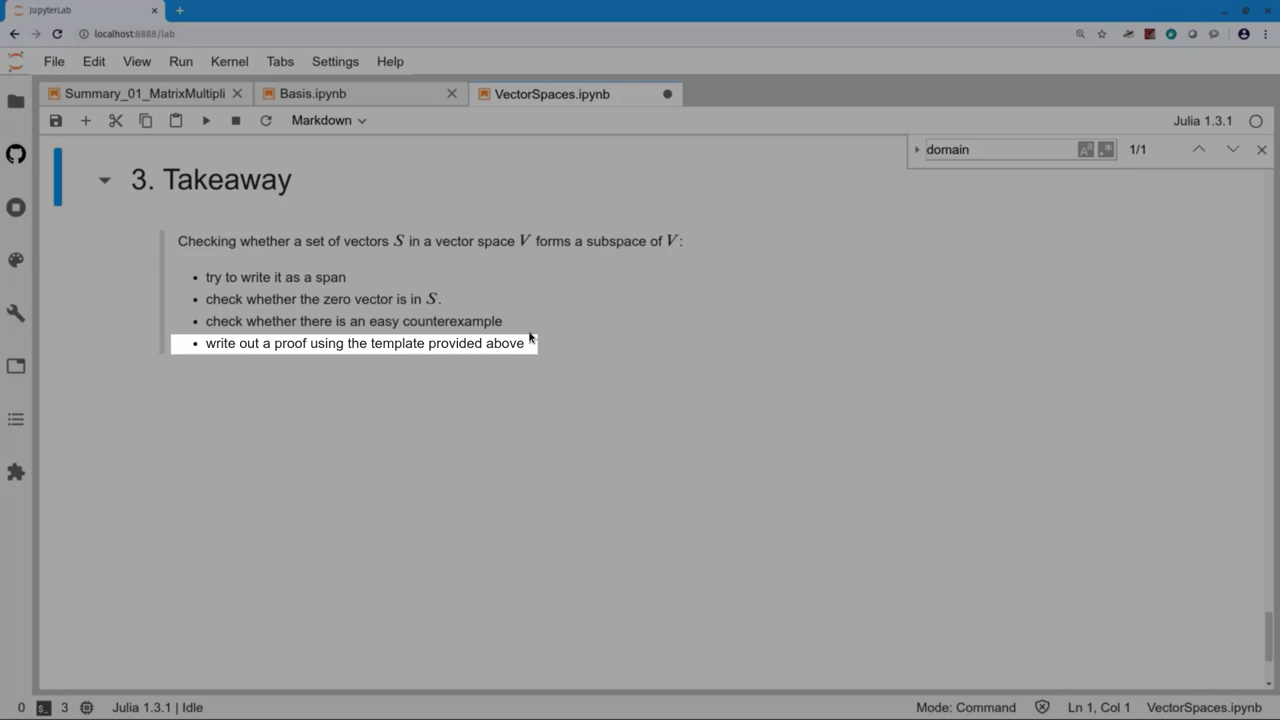 JupyterLab
localhost:8888/lab
File Edit View Run Kernel Tabs Settings Help
Summary_01_MatrixMultipli Basis.ipynb VectorSpaces.ipynb
Markdown Julia 1.3.1
domain 1/1
3. Takeaway
Checking whether a set of vectors S in a vector space V forms a subspace of V:
• try to write it as a span
• check whether the zero vector is in S.
• check whether there is an easy counterexample
• write out a proof using the template provided above
0 3 Julia 1.3.1 | Idle Mode: Command Ln 1, Col 1 VectorSpaces.ipynb